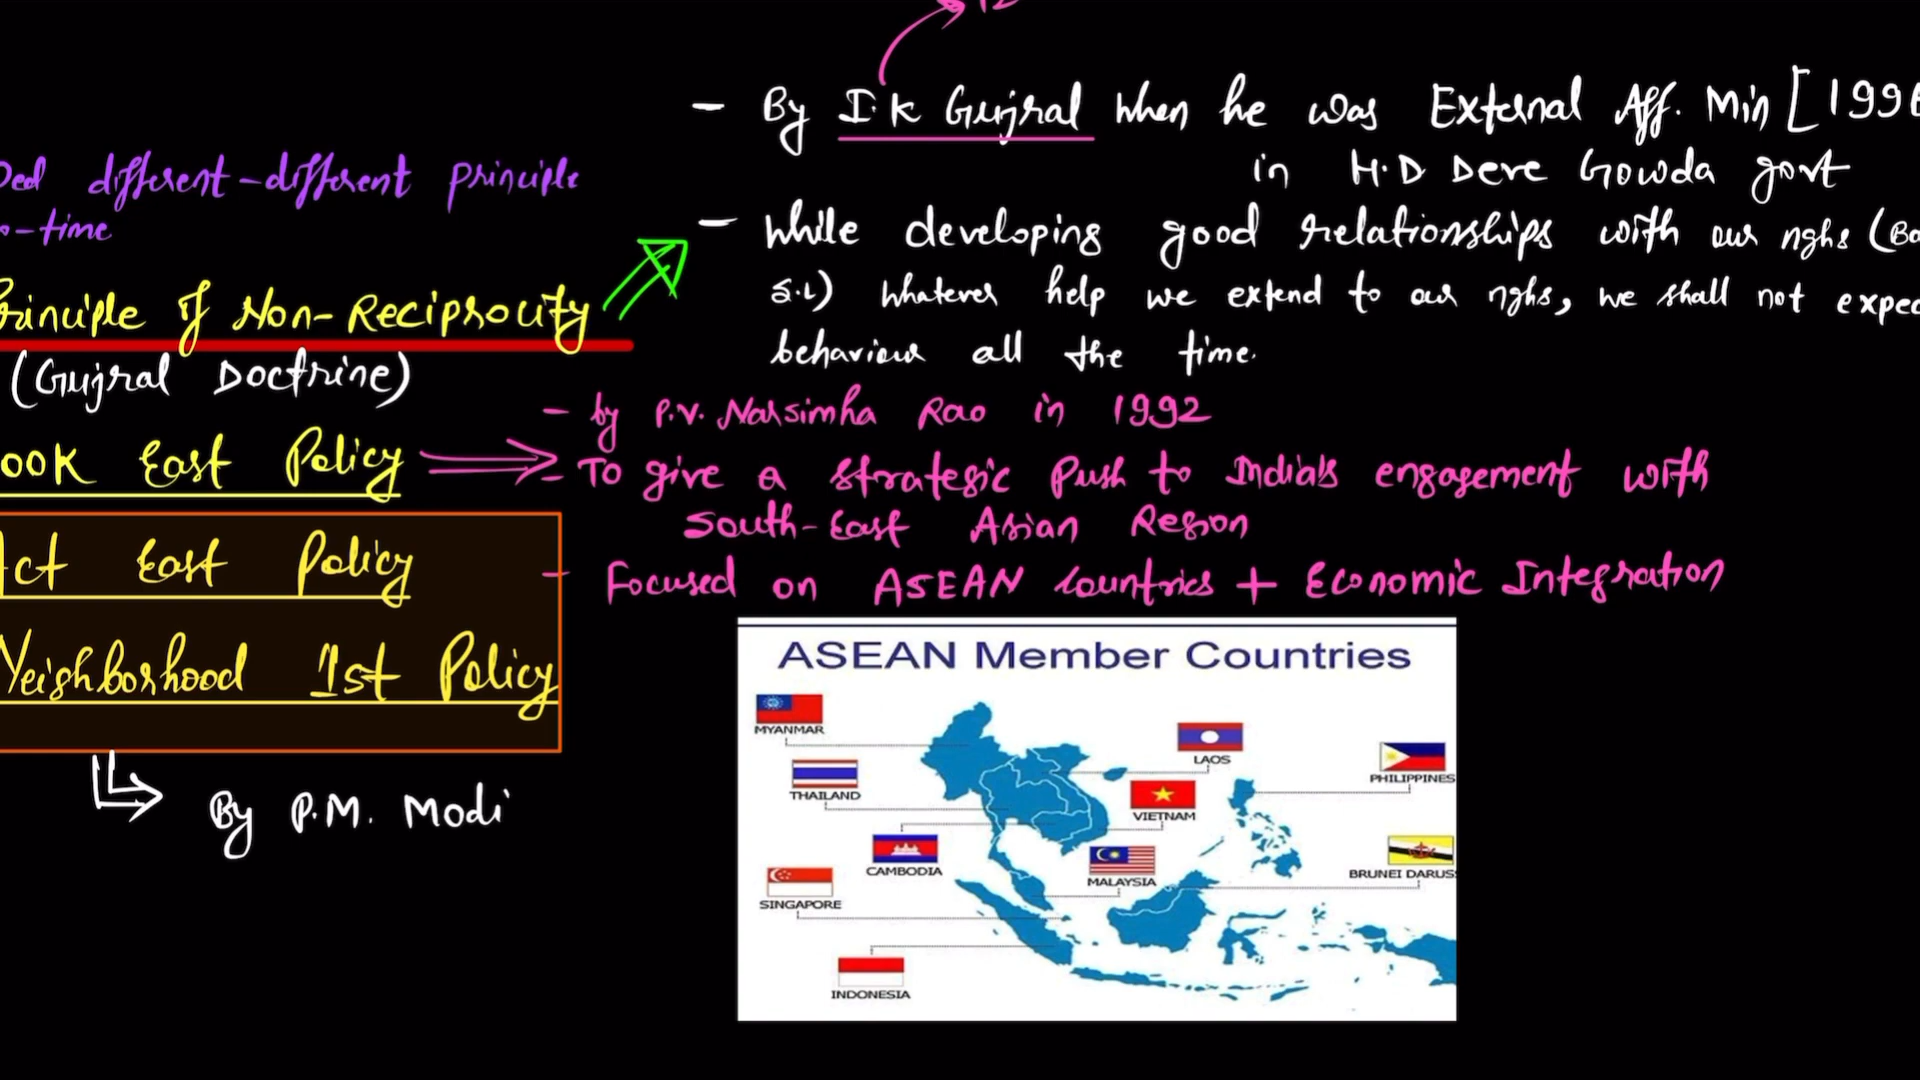 12
- By I.K Gujral when he was External Aff. Min [1996
in H.D Deve Gowda govt
different-different principle
-time
- While developing good relationships with our nghs (Ba
S.L) Whatever help we extend to our nghs, we shall not expec
behaviour all the time.
Principle of Non-Reciprocity
(Gujral Doctrine)
- by P.V. Narsimha Rao in 1992
ook East Policy
- To give a strategic Push to India's engagement with
South-East Asian Region
Act East Policy
- Focused on ASEAN Countries + Economic Integration
Neighborhood 1st Policy
By P.M. Modi
ASEAN Member Countries
MYANMAR
LAOS
PHILIPPINES
THAILAND
VIETNAM
CAMBODIA
MALAYSIA
BRUNEI DARUS
SINGAPORE
INDONESIA